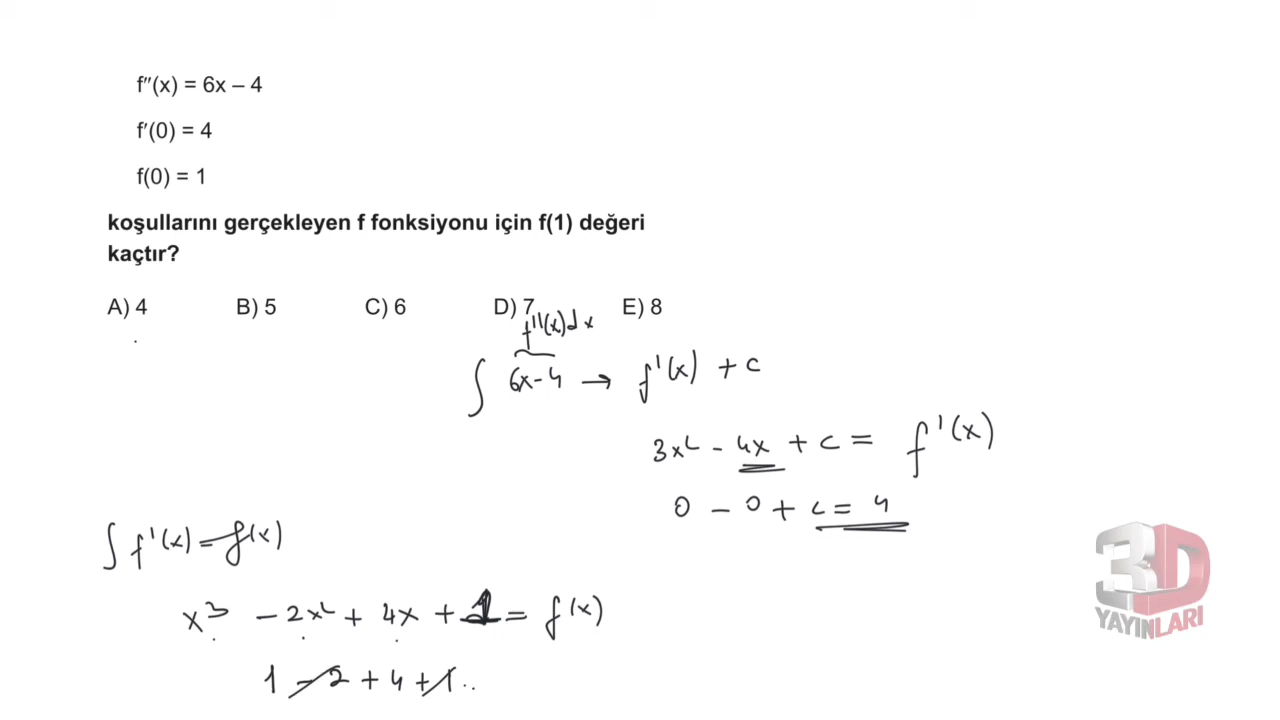 f″(x) = 6x – 4
f′(0) = 4
f(0) = 1
koşullarını gerçekleyen f fonksiyonu için f(1) değeri
kaçtır?
A) 4 B) 5 C) 6 D) 7 E) 8
f''(x)dx
∫ 6x-4 → f'(x) + c
3x² - 4x + c = f'(x)
0 - 0 + c = 4
∫ f'(x) = f(x)
x³ - 2x² + 4x + 1 = f(x)
1 - 2 + 4 + 1 ..
3D
YAYINLARI